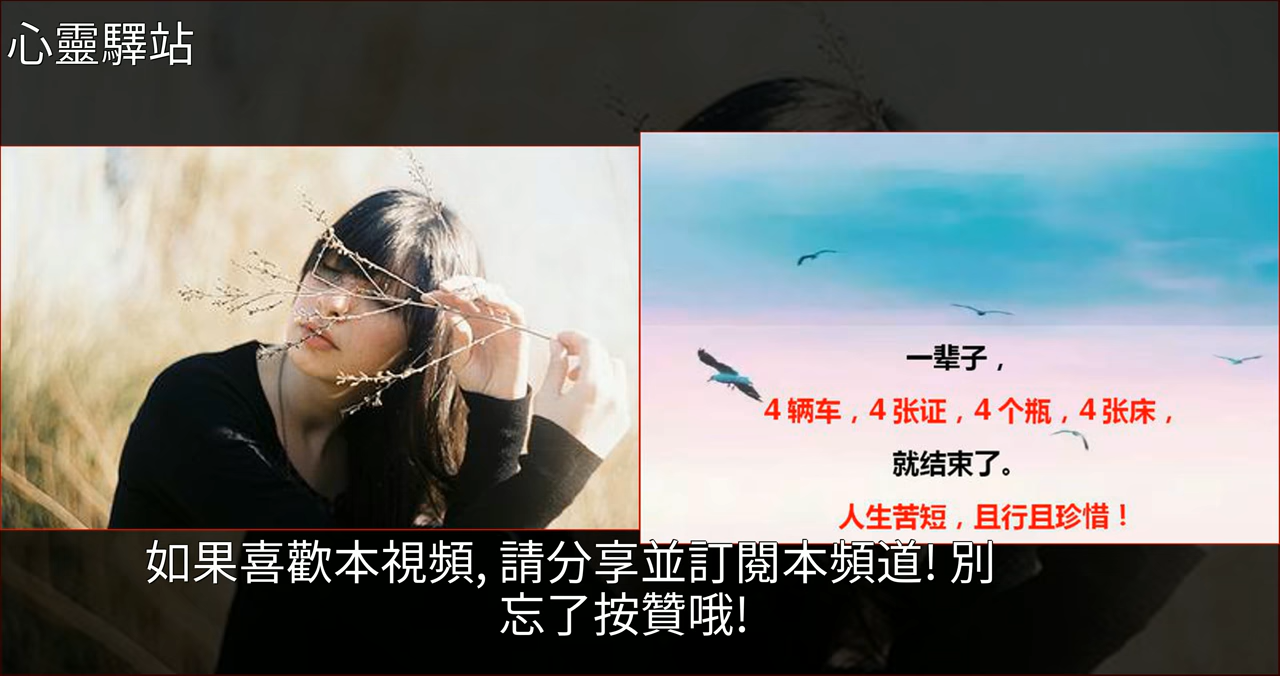 心靈驛站
一辈子，
4 辆车，4 张证，4 个瓶，4 张床，
就结束了。
人生苦短，且行且珍惜！
如果喜歡本視頻, 請分享並訂閱本頻道! 別
忘了按贊哦!